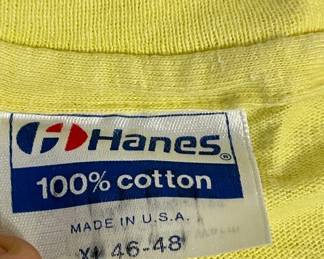 Hanes®
100% cotton
MADE IN U.S.A.
XL 46-48